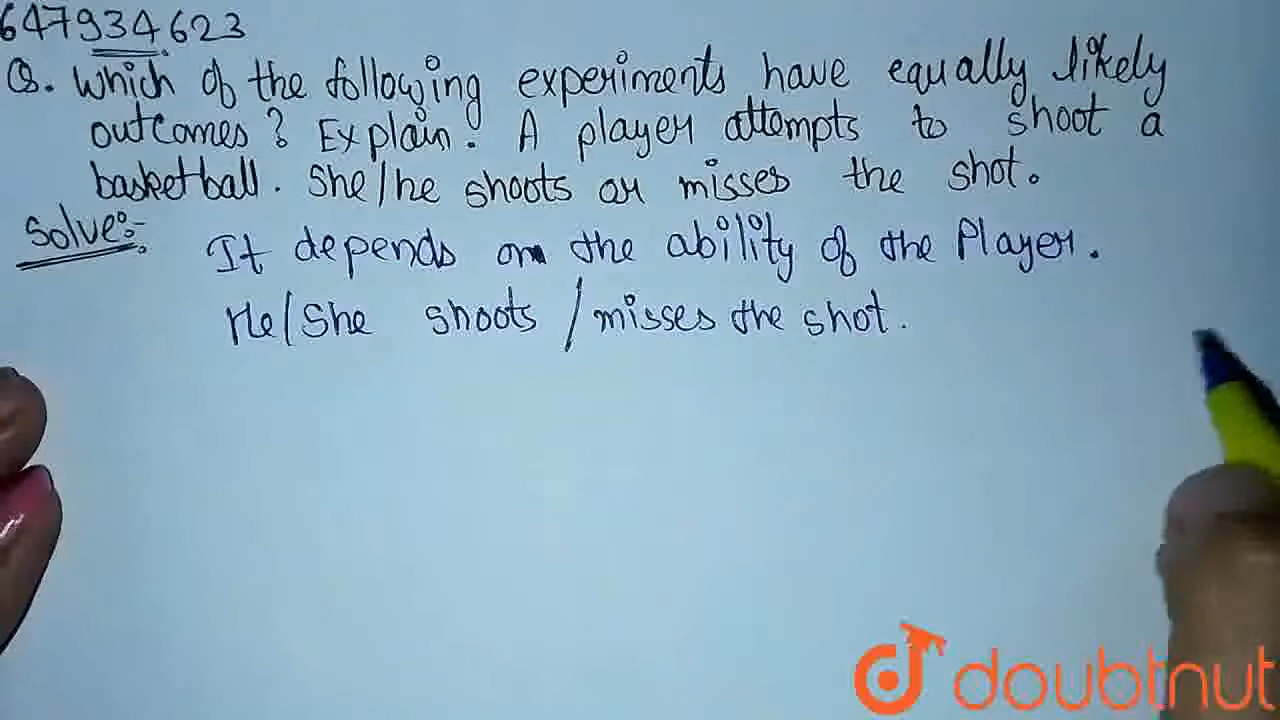 647934623
Q. Which of the following experiments have equally likely
outcomes? Explain. A player attempts to shoot a
basketball. She/he shoots or misses the shot.
Solve:-
It depends on the ability of the Player.
He/She shoots / misses the shot.
doubtnut